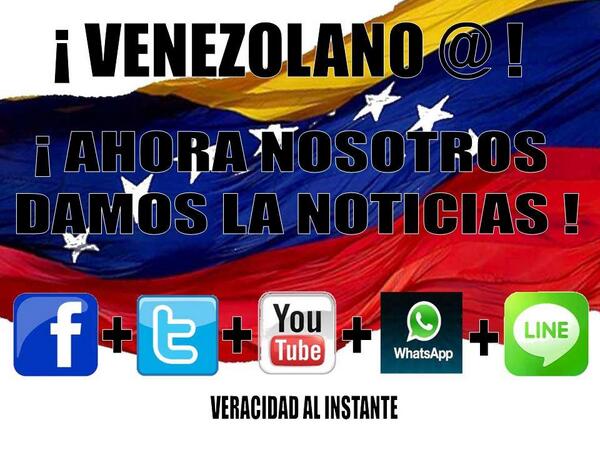 ¡ VENEZOLANO @ !
¡ AHORA NOSOTROS
DAMOS LA NOTICIAS !
f + t + You Tube + WhatsApp + LINE
VERACIDAD AL INSTANTE